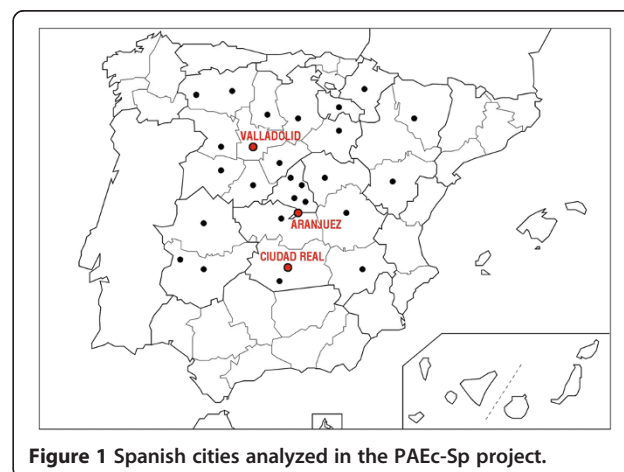 VALLADOLID
ARANJUEZ
CIUDAD REAL
Figure 1 Spanish cities analyzed in the PAEc-Sp project.